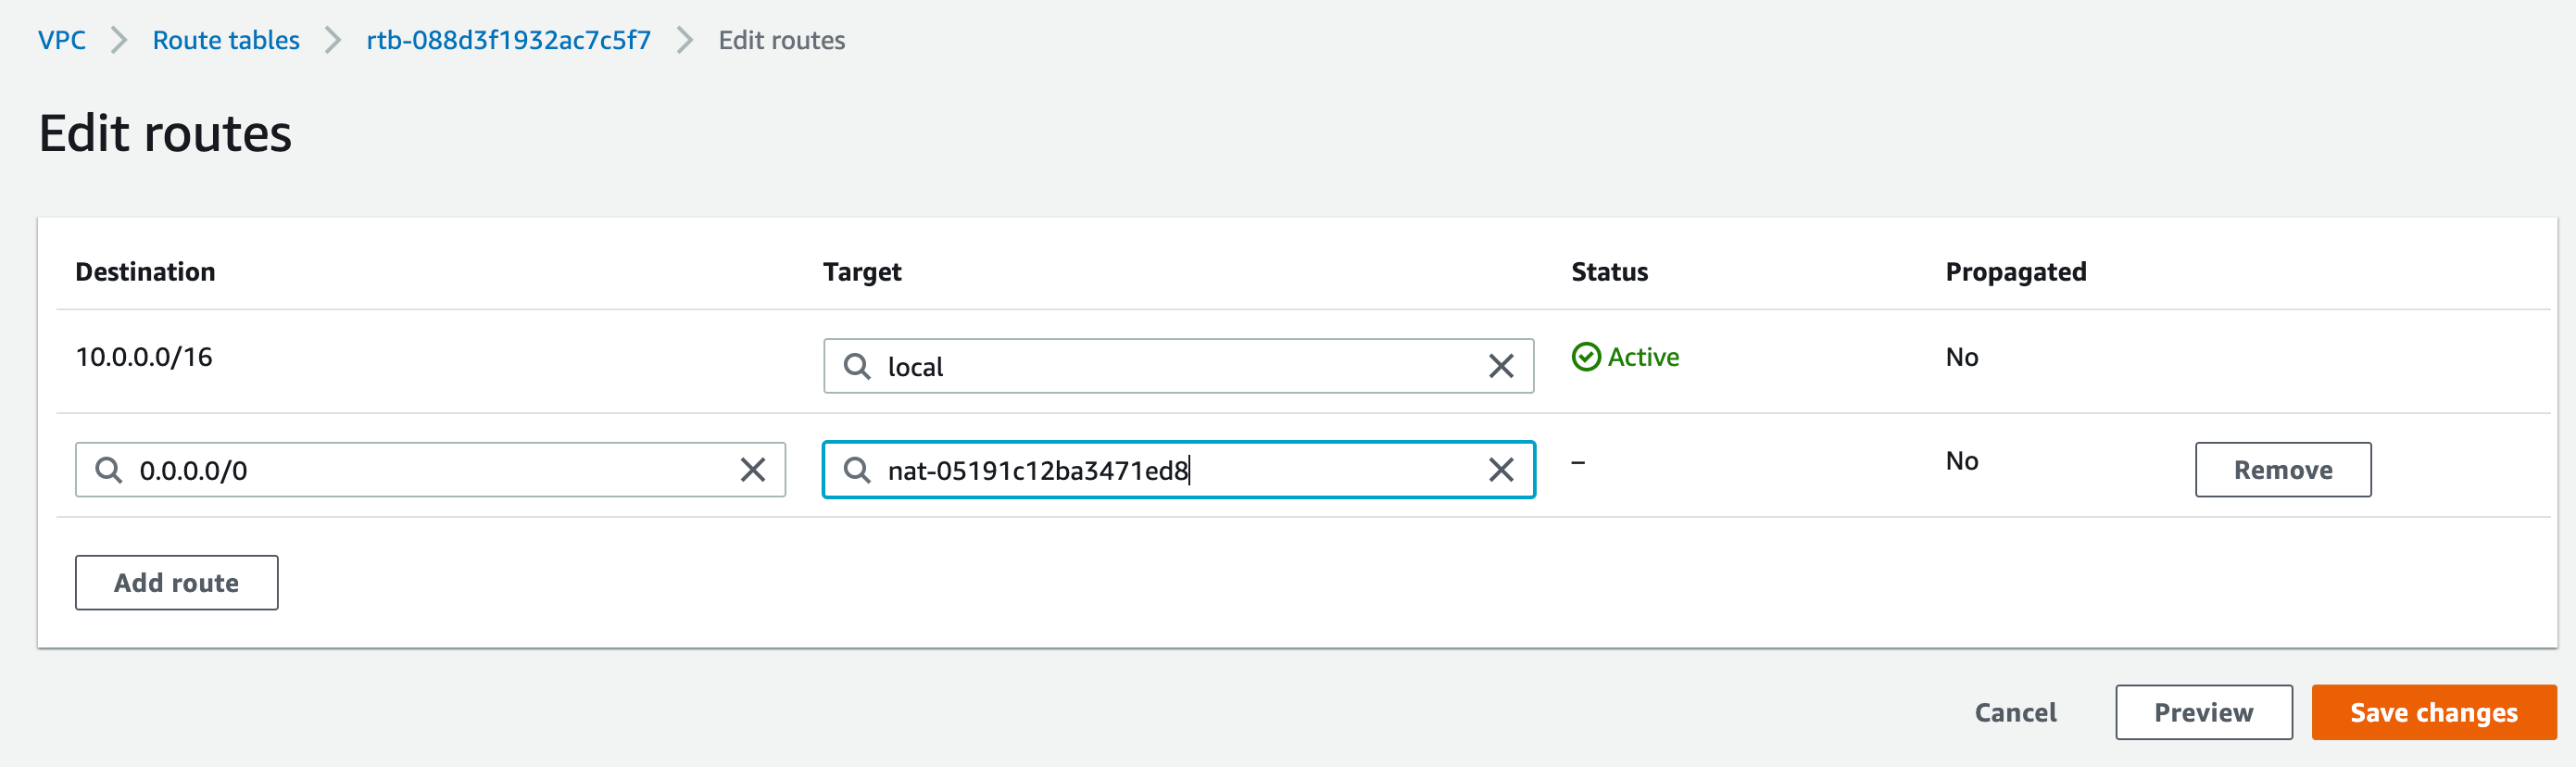 VPC Route tables rtb-088d3f1932ac7c5f7 Edit routes
Edit routes
Destination Target Status Propagated
10.0.0.0/16 local Active No
0.0.0.0/0 nat-05191c12ba3471ed8 – No Remove
Add route
Cancel Preview Save changes